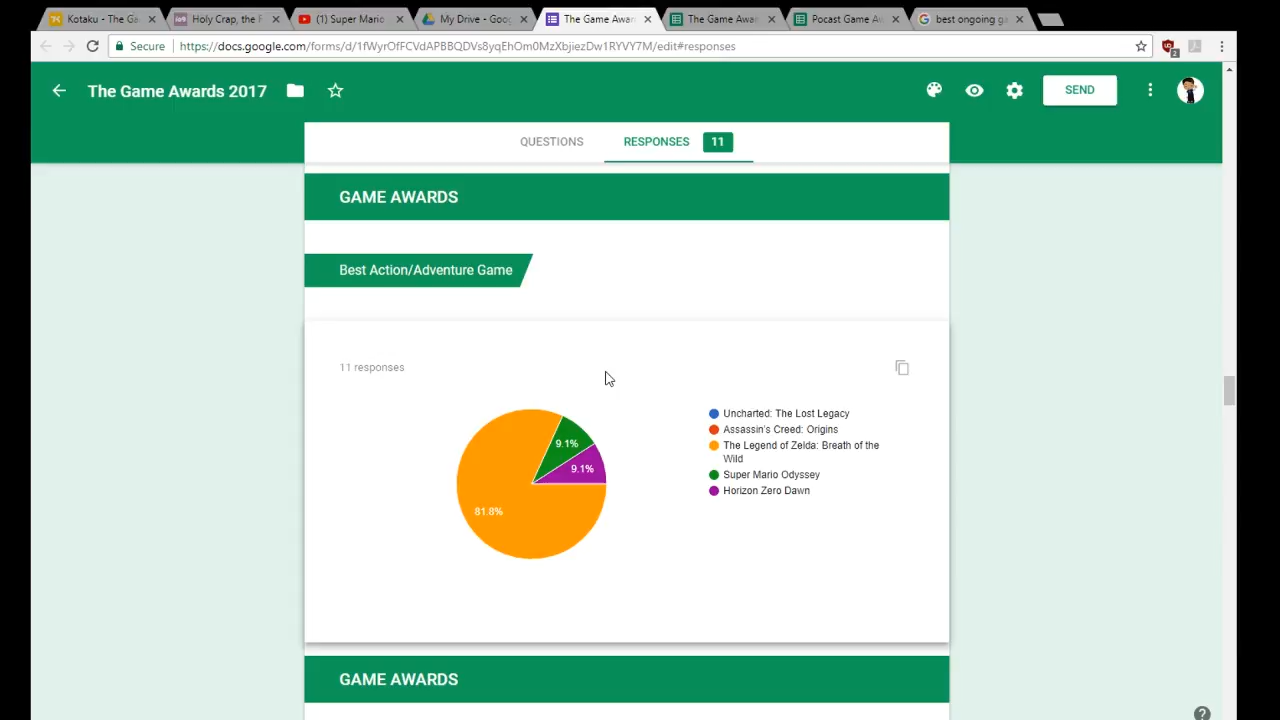 Kotaku - The Ga
Holy Crap, the F
(1) Super Mario
My Drive - Goog
The Game Awar
The Game Awar
Pocast Game Aw
best ongoing ga
Secure
https://docs.google.com/forms/d/1fWyrOfFCVdAPBBQDVs8yqEhOm0MzXbjiezDw1RYVY7M/edit#responses
2
The Game Awards 2017
SEND
QUESTIONS
RESPONSES
11
GAME AWARDS
Best Action/Adventure Game
11 responses
9.1%
9.1%
81.8%
Uncharted: The Lost Legacy
Assassin's Creed: Origins
The Legend of Zelda: Breath of the
Wild
Super Mario Odyssey
Horizon Zero Dawn
GAME AWARDS